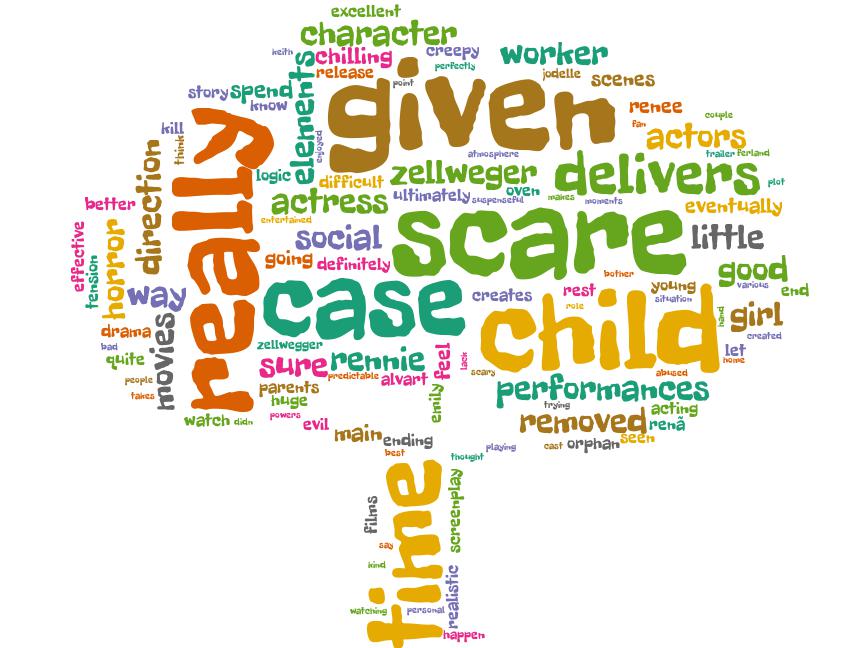 excellent
character
keith
chilling
creepy
worker
release
perfectly
jodelle
scenes
point
story
spend
know
elements
given
renee
couple
fan
actors
kill
think
enjoyed
atmosphere
trailer
ferland
really
logic
difficult
zellweger
delivers
plot
direction
actress
ultimately
oven
suspenseful
makes
moments
better
entertained
eventually
effective
horror
social
scare
little
tension
going
definitely
bother
good
various
way
case
creates
rest
young
end
situation
role
child
hand
girl
drama
created
bad
quite
movies
zellwegger
sure
rennie
feel
lack
let
home
people
predictable
alvart
scary
abused
takes
parents
huge
emily
performances
watch
didn
powers
evil
trying
removed
acting
renã
main
ending
playing
cast
orphan
seen
best
thought
time
films
screenplay
say
kind
realistic
watching
personal
happen